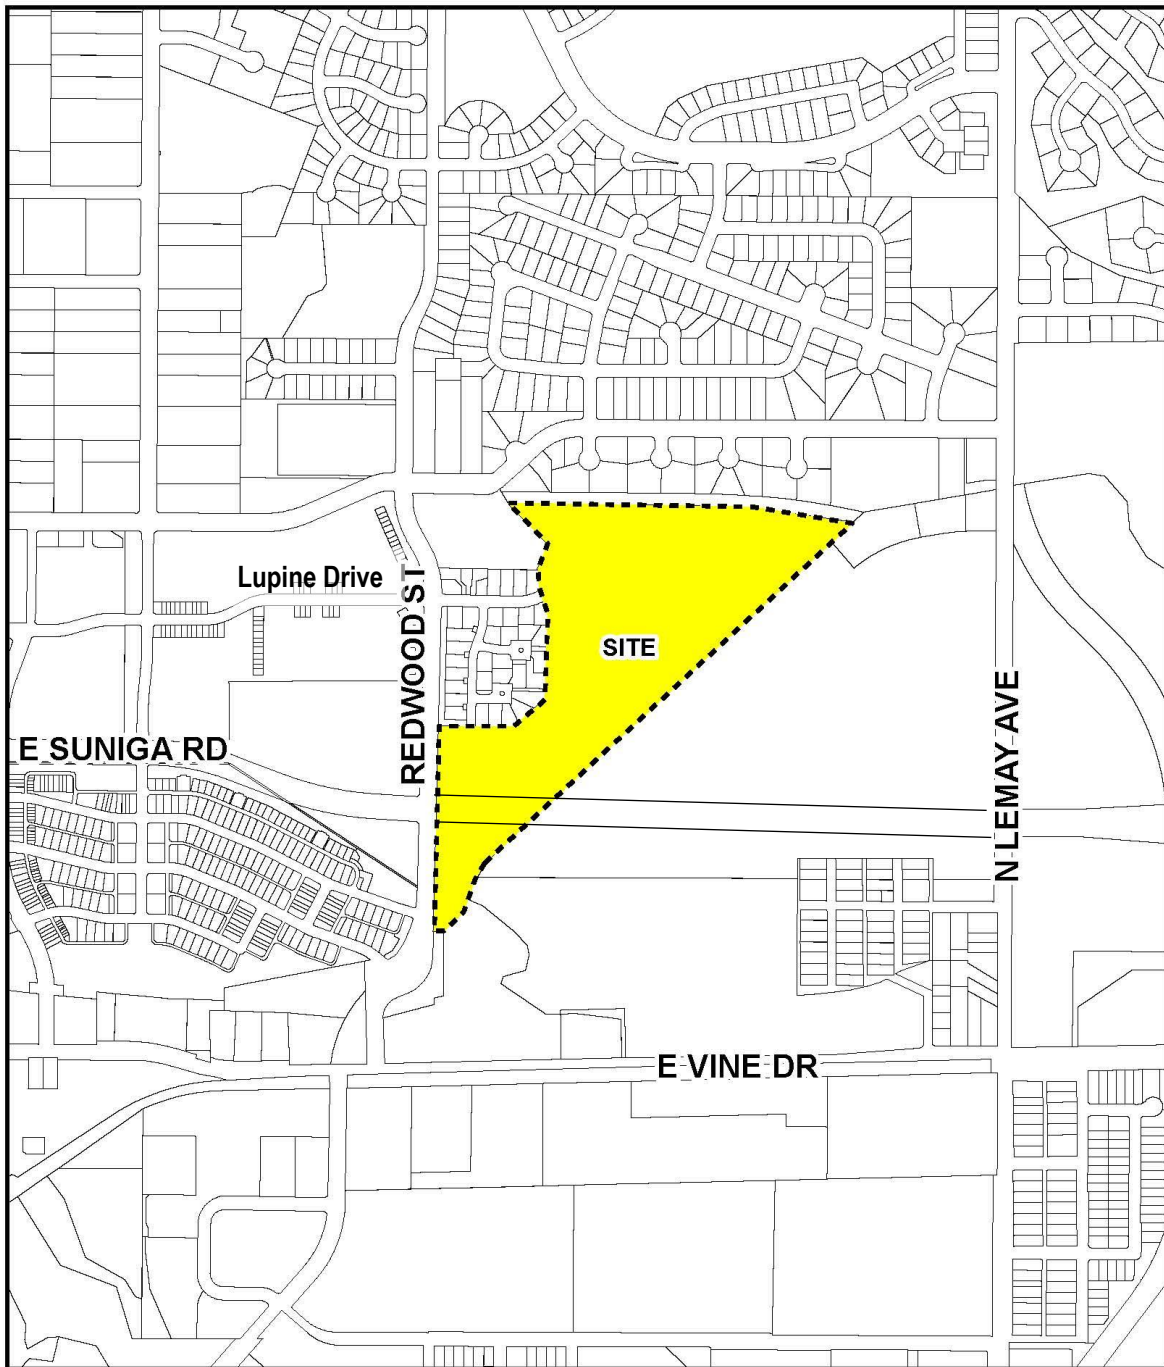 Lupine Drive
REDWOOD ST
SITE
E SUNIGA RD
N LEMAY AVE
E VINE DR